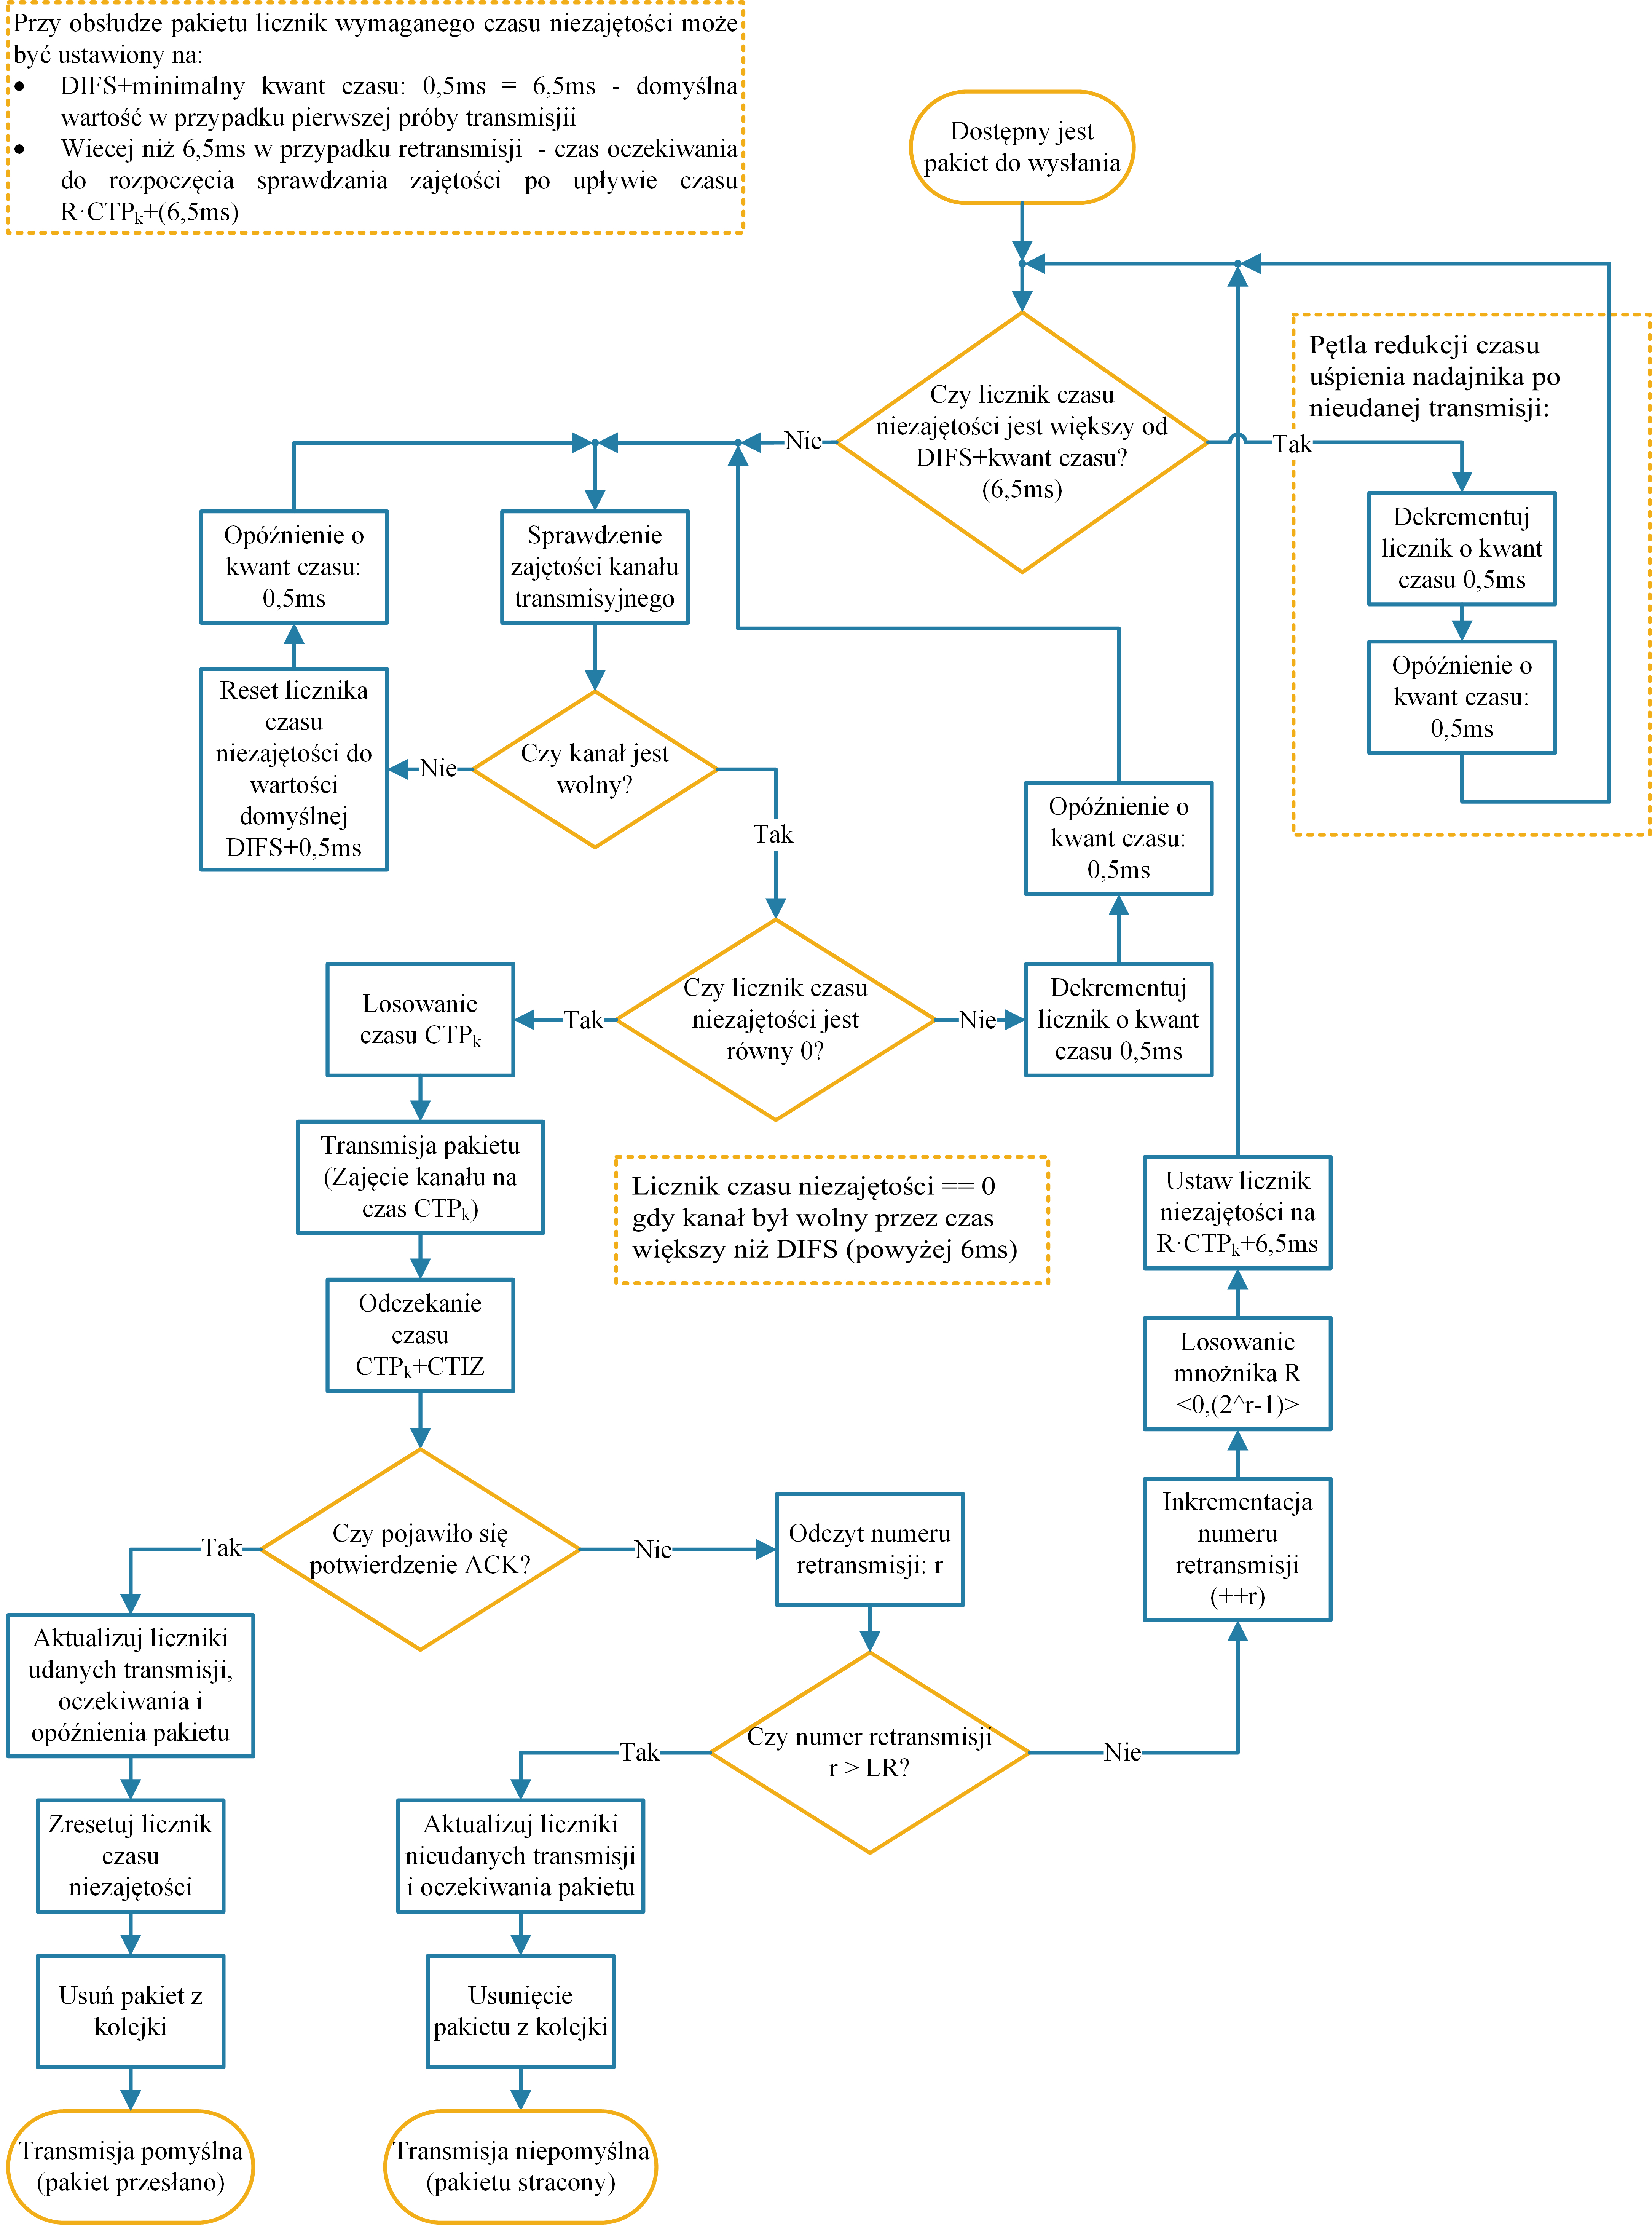 Przy obsłudze pakietu licznik wymaganego czasu niezajętości może
być ustawiony na:
• DIFS+minimalny kwant czasu: 0,5ms = 6,5ms - domyślna
wartość w przypadku pierwszej próby transmisjii
• Wiecej niż 6,5ms w przypadku retransmisji - czas oczekiwania
do rozpoczęcia sprawdzania zajętości po upływie czasu
R·CTPk+(6,5ms)
Dostępny jest
pakiet do wysłania
Czy licznik czasu
niezajętości jest większy od
DIFS+kwant czasu?
(6,5ms)
Nie
Tak
Pętla redukcji czasu
uśpienia nadajnika po
nieudanej transmisji:
Dekrementuj
licznik o kwant
czasu 0,5ms
Opóźnienie o
kwant czasu:
0,5ms
Opóźnienie o
kwant czasu:
0,5ms
Sprawdzenie
zajętości kanału
transmisyjnego
Reset licznika
czasu
niezajętości do
wartości
domyślnej
DIFS+0,5ms
Nie
Czy kanał jest
wolny?
Tak
Opóźnienie o
kwant czasu:
0,5ms
Losowanie
czasu CTPk
Tak
Czy licznik czasu
niezajętości jest
równy 0?
Nie
Dekrementuj
licznik o kwant
czasu 0,5ms
Transmisja pakietu
(Zajęcie kanału na
czas CTPk)
Licznik czasu niezajętości == 0
gdy kanał był wolny przez czas
większy niż DIFS (powyżej 6ms)
Ustaw licznik
niezajętości na
R·CTPk+6,5ms
Odczekanie
czasu
CTPk+CTIZ
Losowanie
mnożnika R
<0,(2^r-1)>
Tak
Czy pojawiło się
potwierdzenie ACK?
Nie
Odczyt numeru
retransmisji: r
Inkrementacja
numeru
retransmisji
(++r)
Aktualizuj liczniki
udanych transmisji,
oczekiwania i
opóźnienia pakietu
Tak
Czy numer retransmisji
r > LR?
Nie
Zresetuj licznik
czasu
niezajętości
Aktualizuj liczniki
nieudanych transmisji
i oczekiwania pakietu
Usuń pakiet z
kolejki
Usunięcie
pakietu z kolejki
Transmisja pomyślna
(pakiet przesłano)
Transmisja niepomyślna
(pakietu stracony)